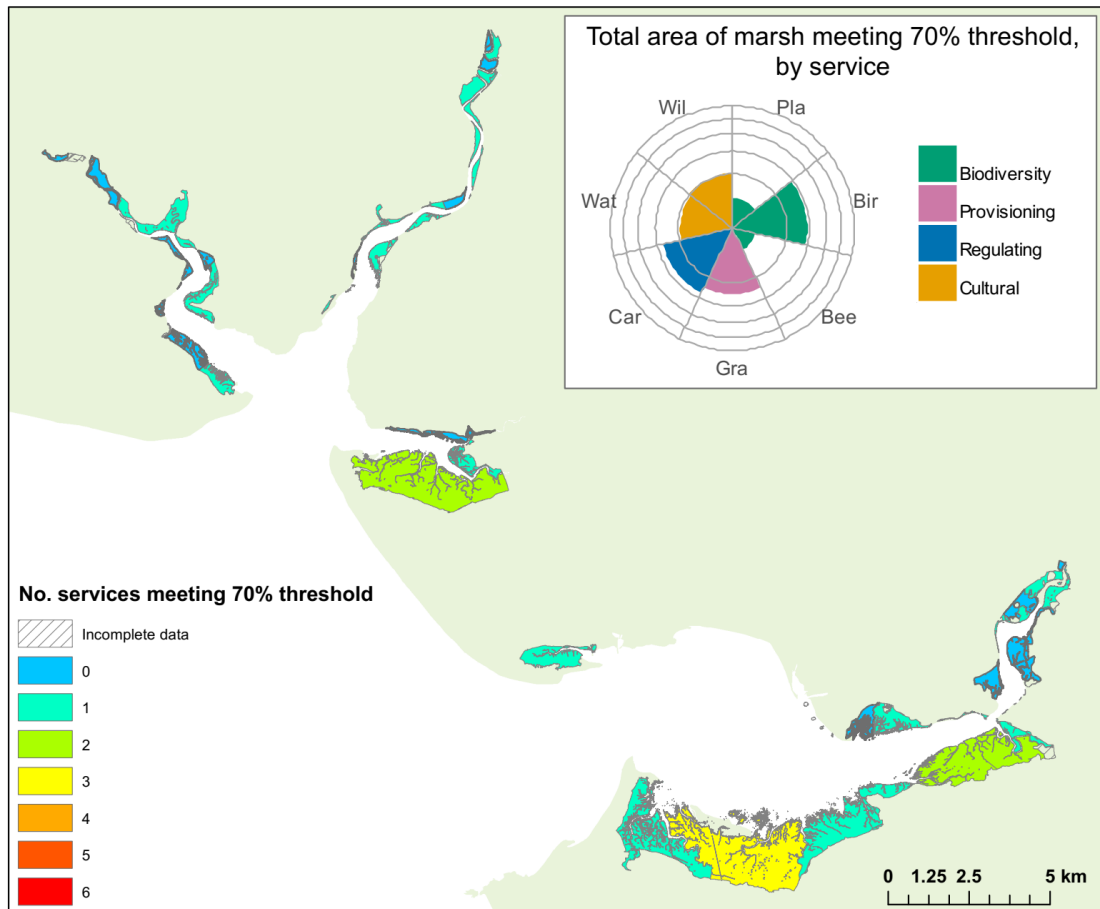 Total area of marsh meeting 70% threshold,
by service
Wil
Pla
Wat
Bir
Car
Bee
Gra
Biodiversity
Provisioning
Regulating
Cultural
No. services meeting 70% threshold
Incomplete data
0
1
2
3
4
5
6
0 1.25 2.5 5 km